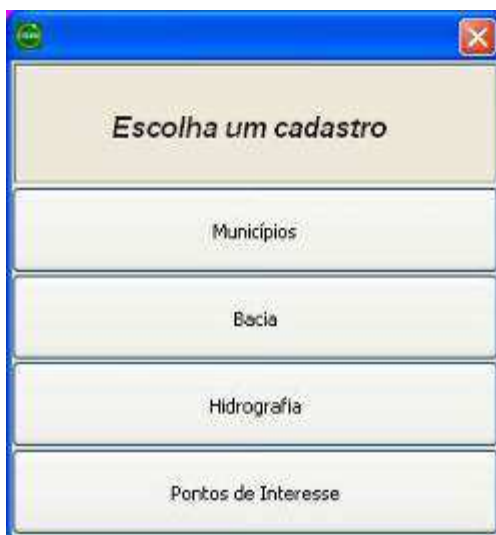 Escolha um cadastro
Municípios
Bacia
Hidrografia
Pontos de Interesse